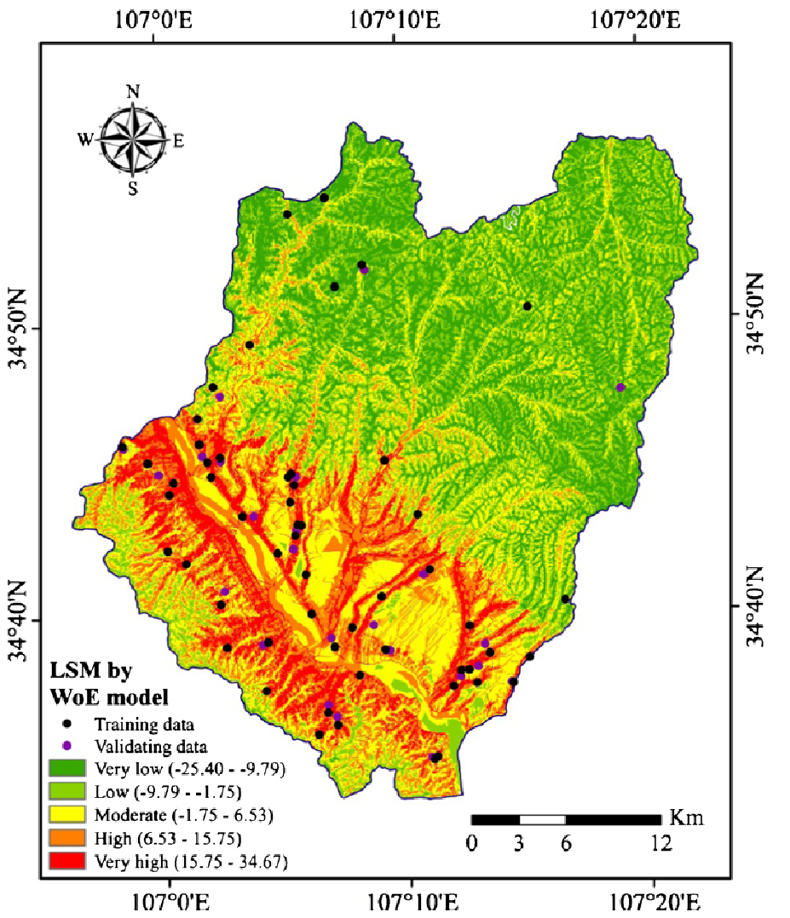 107°0'E 107°10'E 107°20'E
N
W E
S
34°50'N 34°50'N
34°40'N 34°40'N
LSM by
WoE model
Training data
Validating data
Very low (-25.40 - -9.79)
Low (-9.79 - -1.75)
Moderate (-1.75 - 6.53)
High (6.53 - 15.75)
Very high (15.75 - 34.67)
Km
0 3 6 12
107°0'E 107°10'E 107°20'E